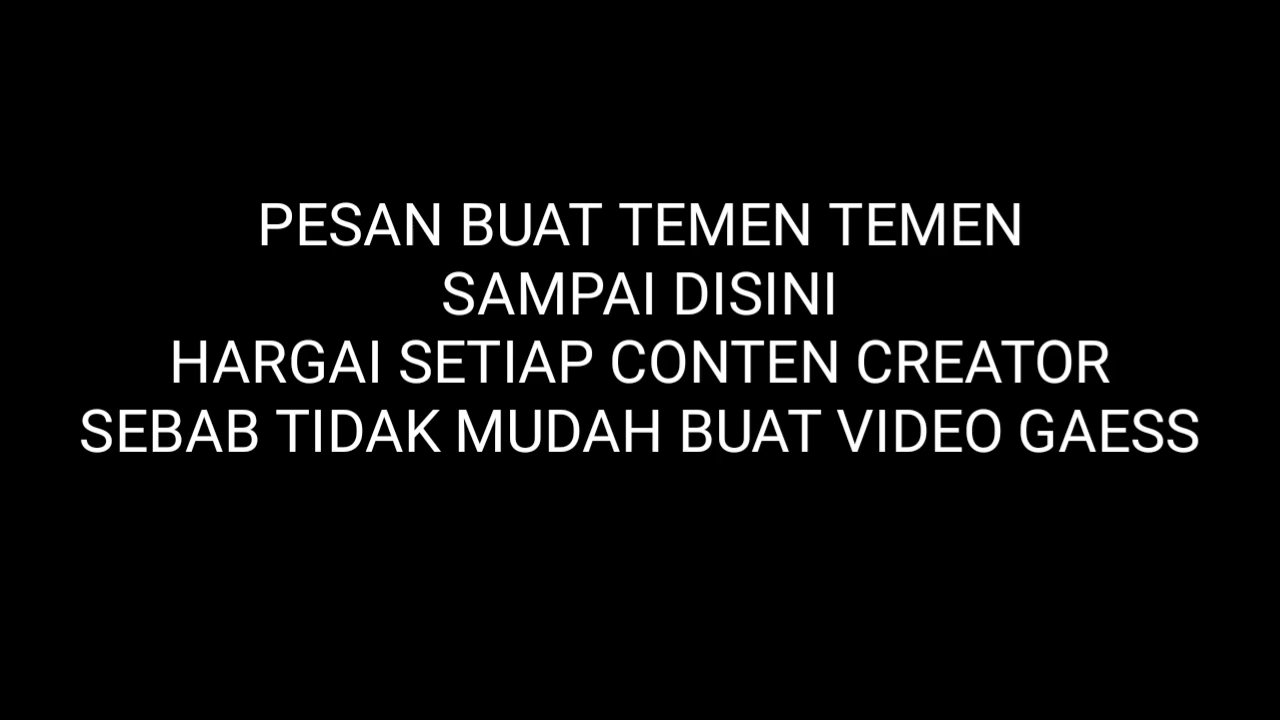 PESAN BUAT TEMEN TEMEN
SAMPAI DISINI
HARGAI SETIAP CONTEN CREATOR
SEBAB TIDAK MUDAH BUAT VIDEO GAESS